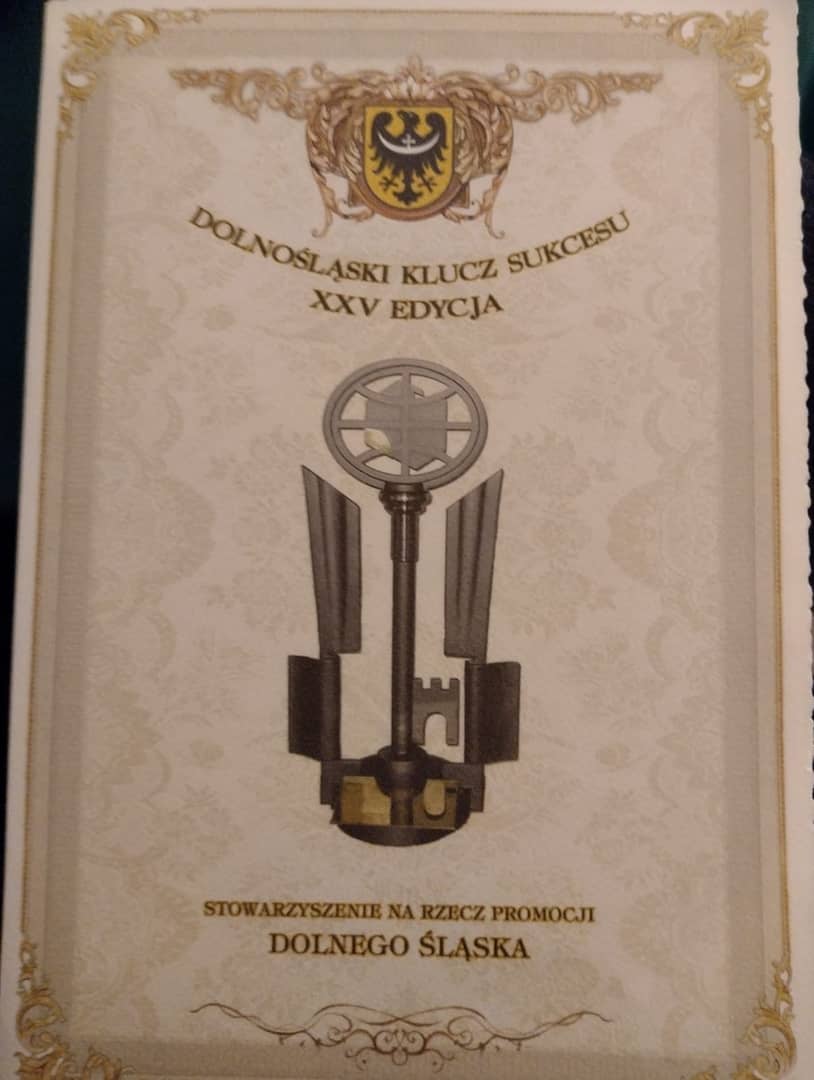 DOLNOŚLĄSKI KLUCZ SUKCESU
XXV EDYCJA
STOWARZYSZENIE NA RZECZ PROMOCJI
DOLNEGO ŚLĄSKA